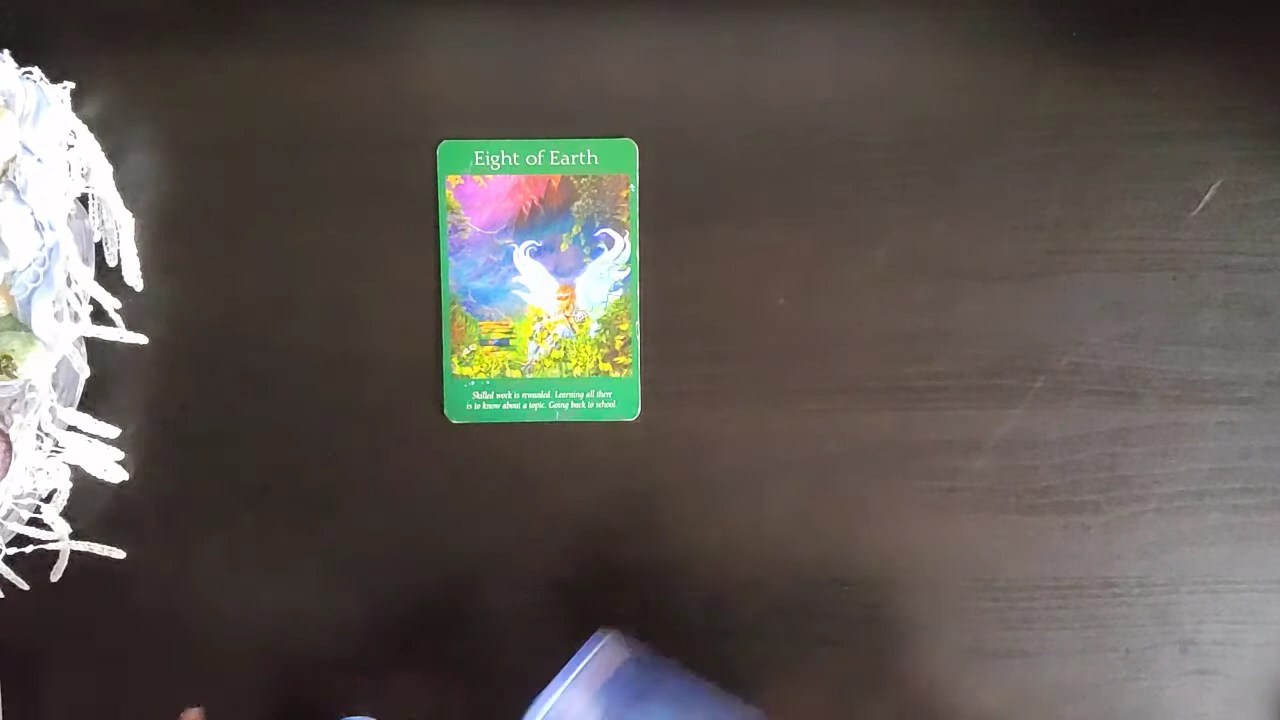 Eight of Earth
Skilled work is rewarded. Learning all there
is to know about a topic. Going back to school.